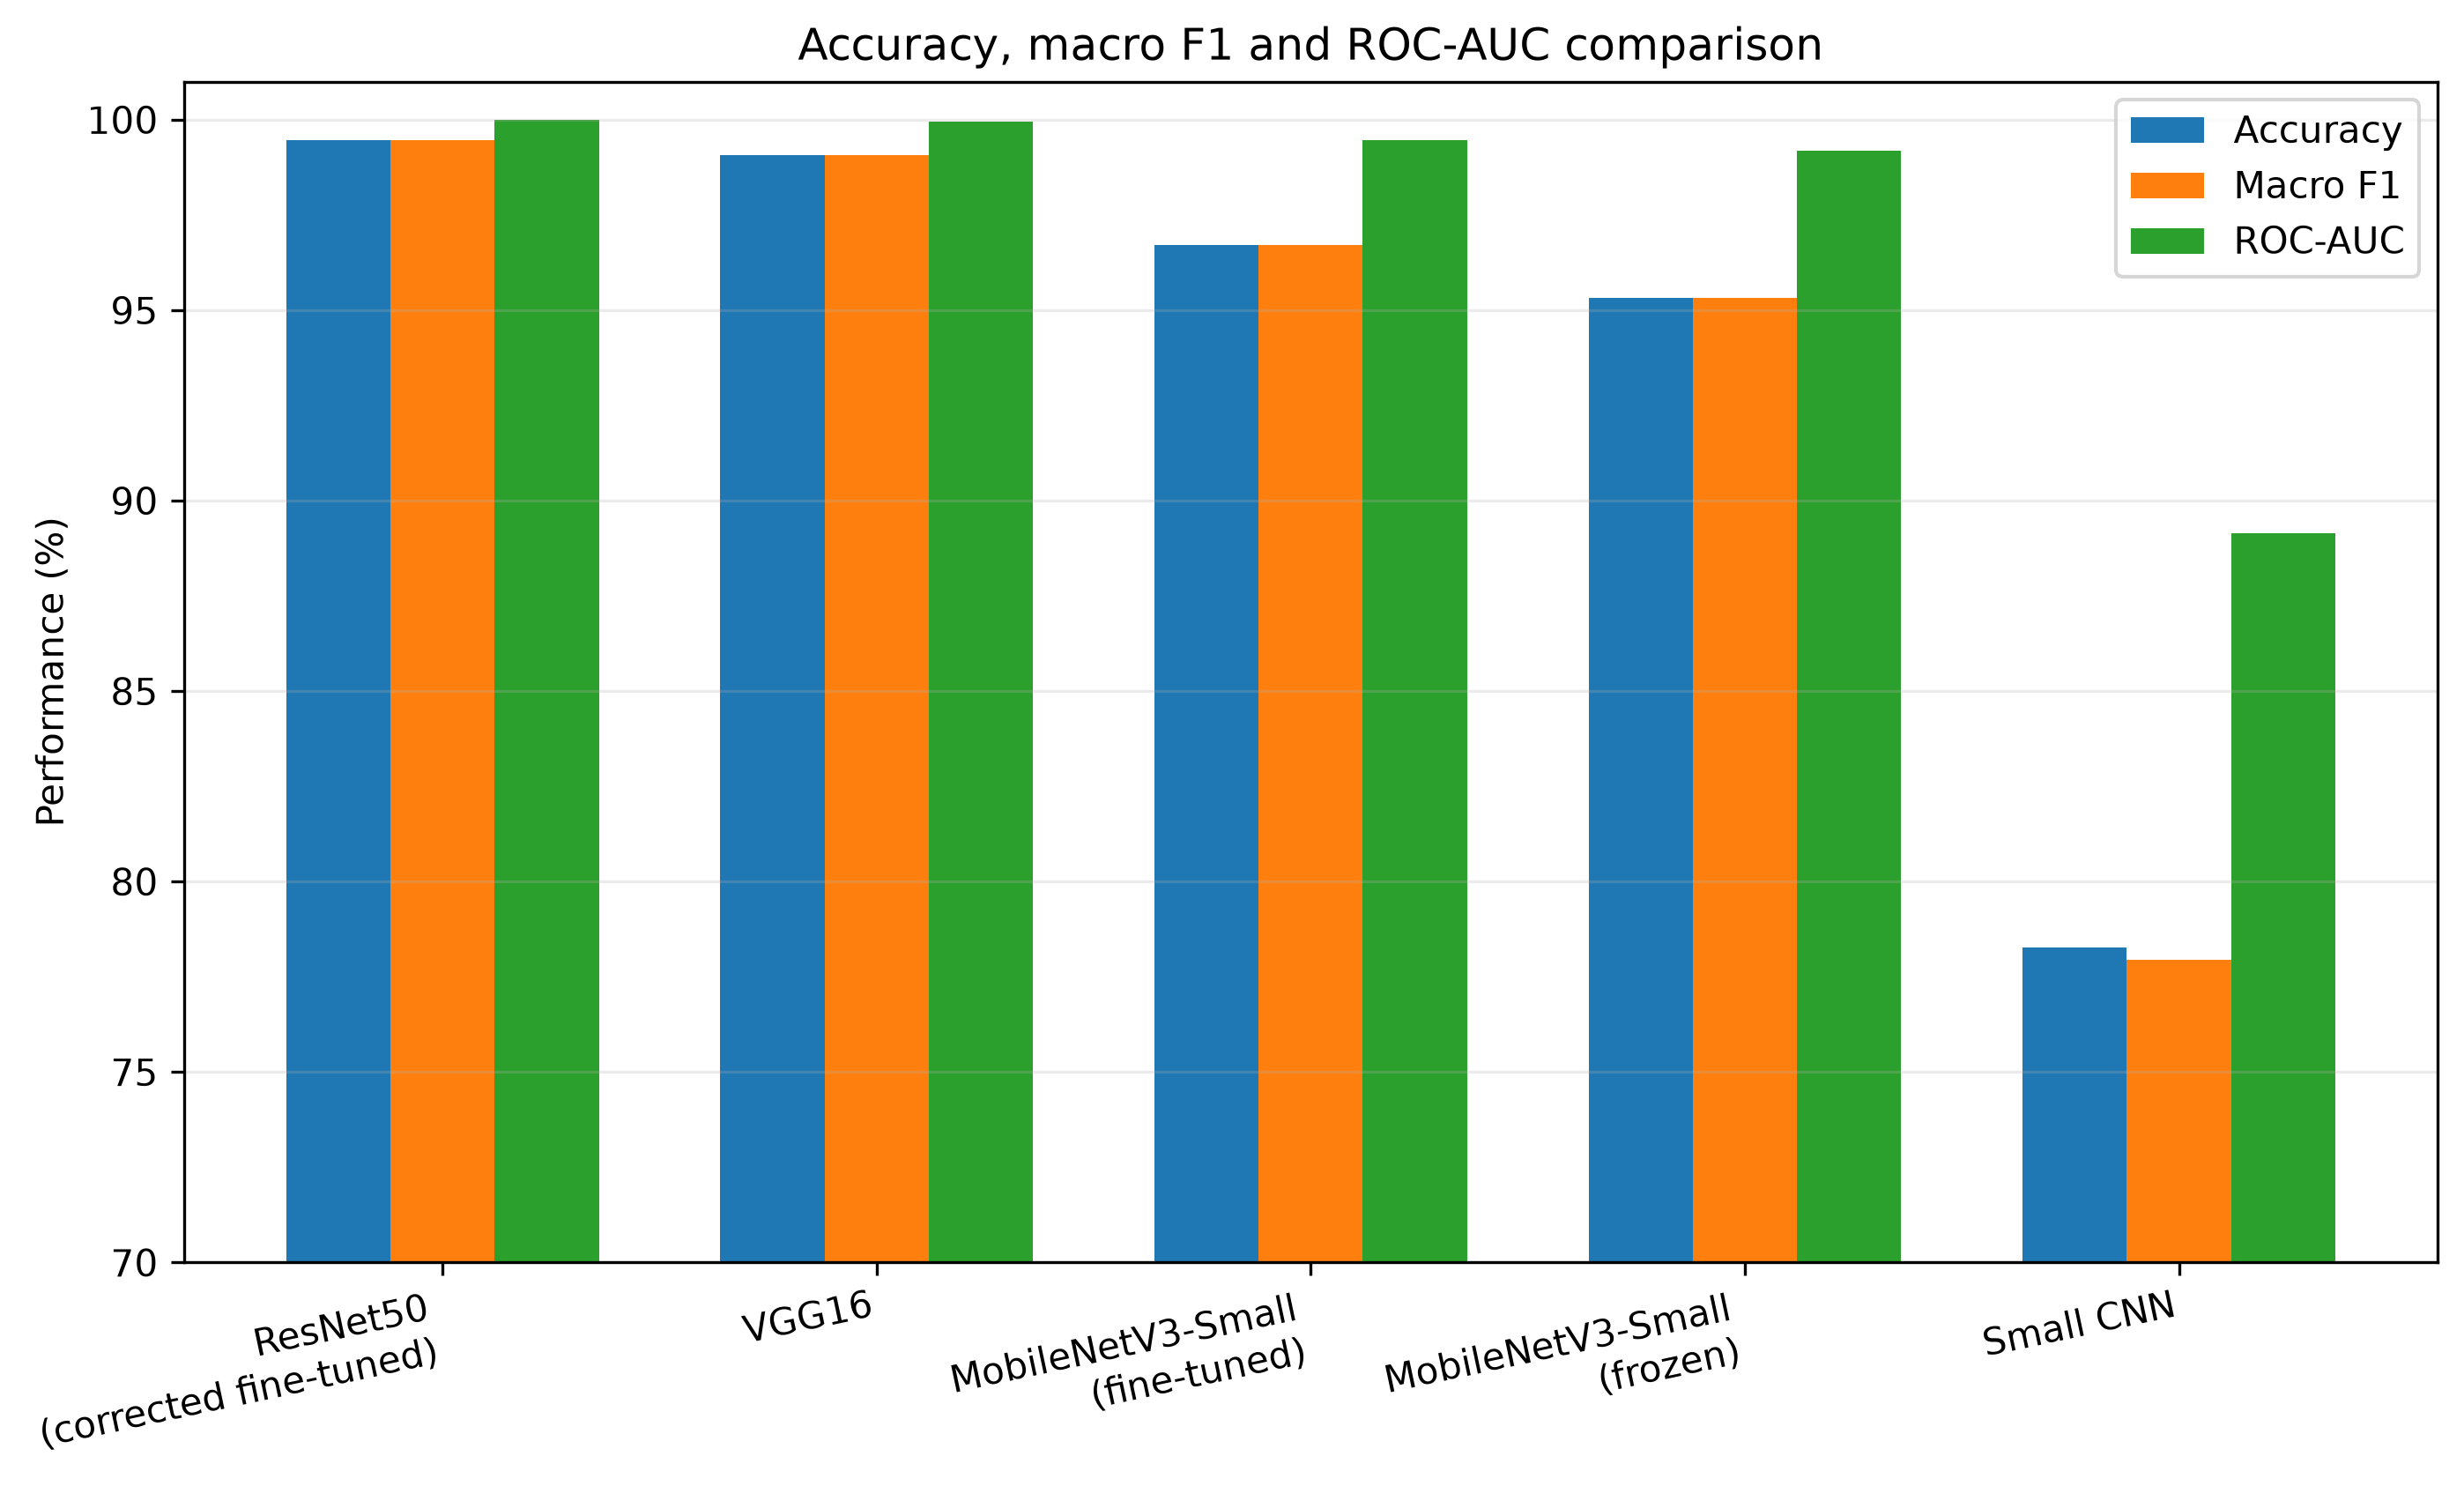 Accuracy, macro F1 and ROC-AUC comparison
Accuracy
Macro F1
ROC-AUC
Performance (%)
100
95
90
85
80
75
70
ResNet50
(corrected fine-tuned)
VGG16
MobileNetV3-Small
(fine-tuned)
MobileNetV3-Small
(frozen)
Small CNN